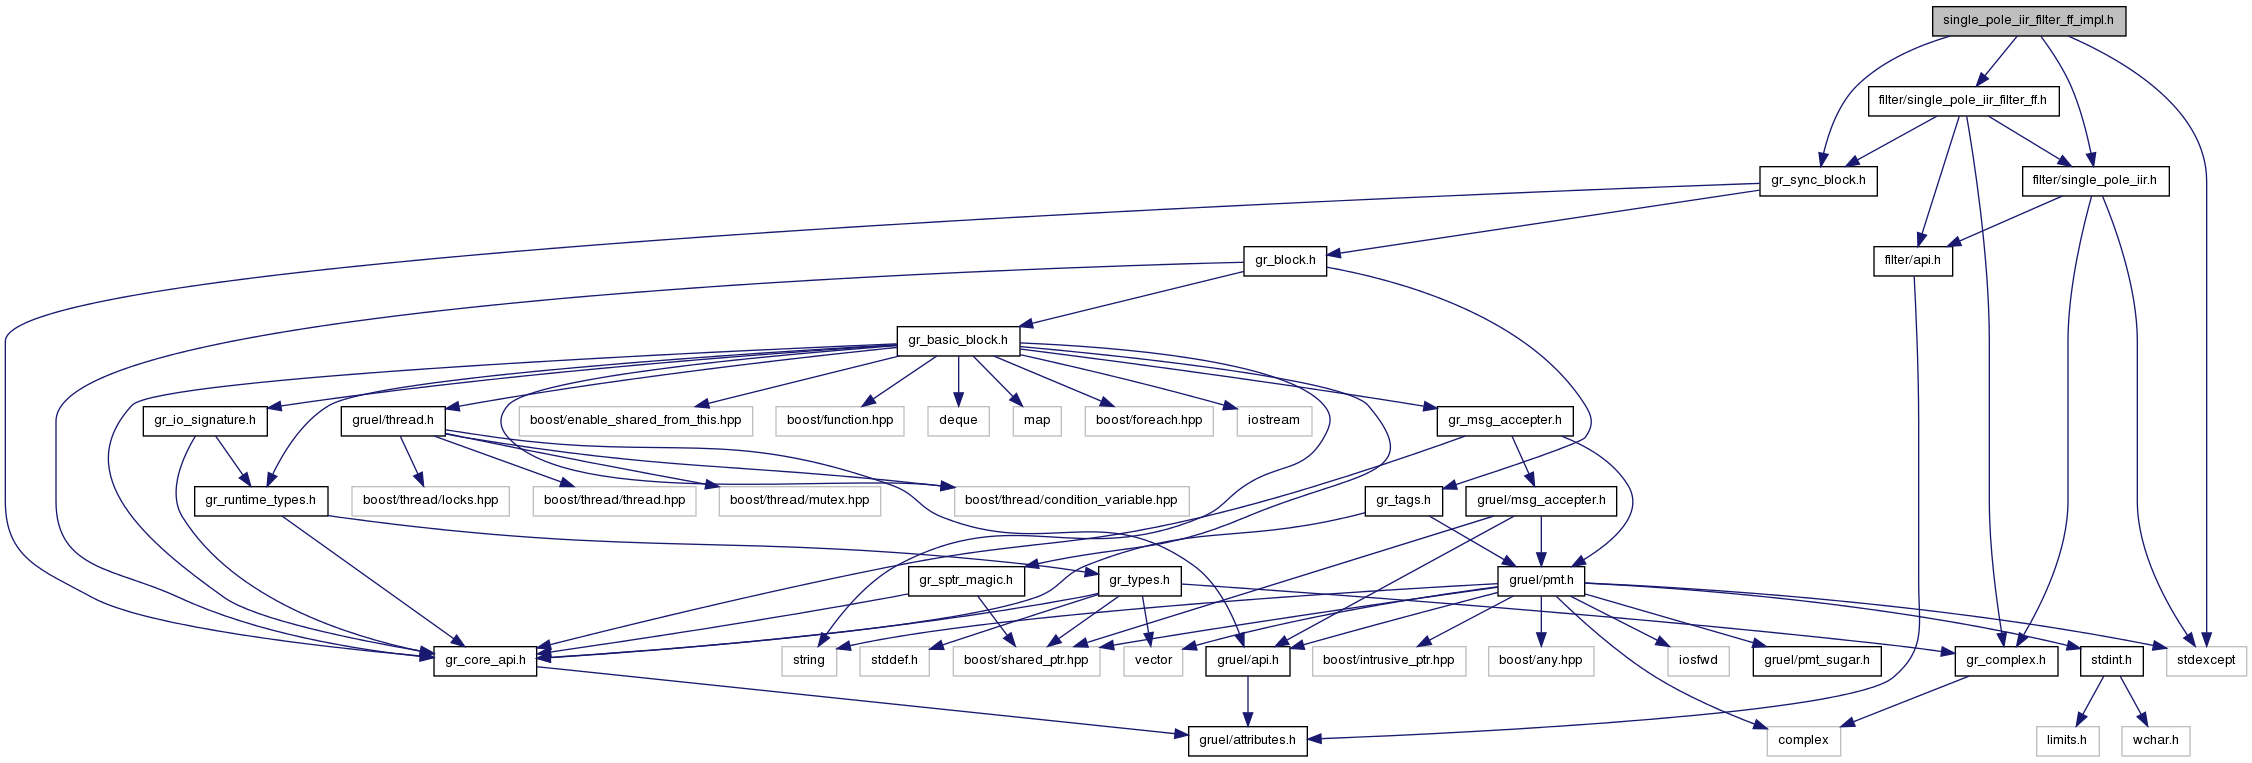 single_pole_iir_filter_ff_impl.h
filter/single_pole_iir_filter_ff.h
gr_sync_block.h
filter/single_pole_iir.h
gr_block.h
filter/api.h
gr_basic_block.h
gr_io_signature.h
gruel/thread.h
boost/enable_shared_from_this.hpp
boost/function.hpp
deque
map
boost/foreach.hpp
iostream
gr_msg_accepter.h
gr_runtime_types.h
boost/thread/locks.hpp
boost/thread/thread.hpp
boost/thread/mutex.hpp
boost/thread/condition_variable.hpp
gr_tags.h
gruel/msg_accepter.h
gr_sptr_magic.h
gr_types.h
gruel/pmt.h
gr_core_api.h
string
stddef.h
boost/shared_ptr.hpp
vector
gruel/api.h
boost/intrusive_ptr.hpp
boost/any.hpp
iosfwd
gruel/pmt_sugar.h
gr_complex.h
stdint.h
stdexcept
gruel/attributes.h
complex
limits.h
wchar.h